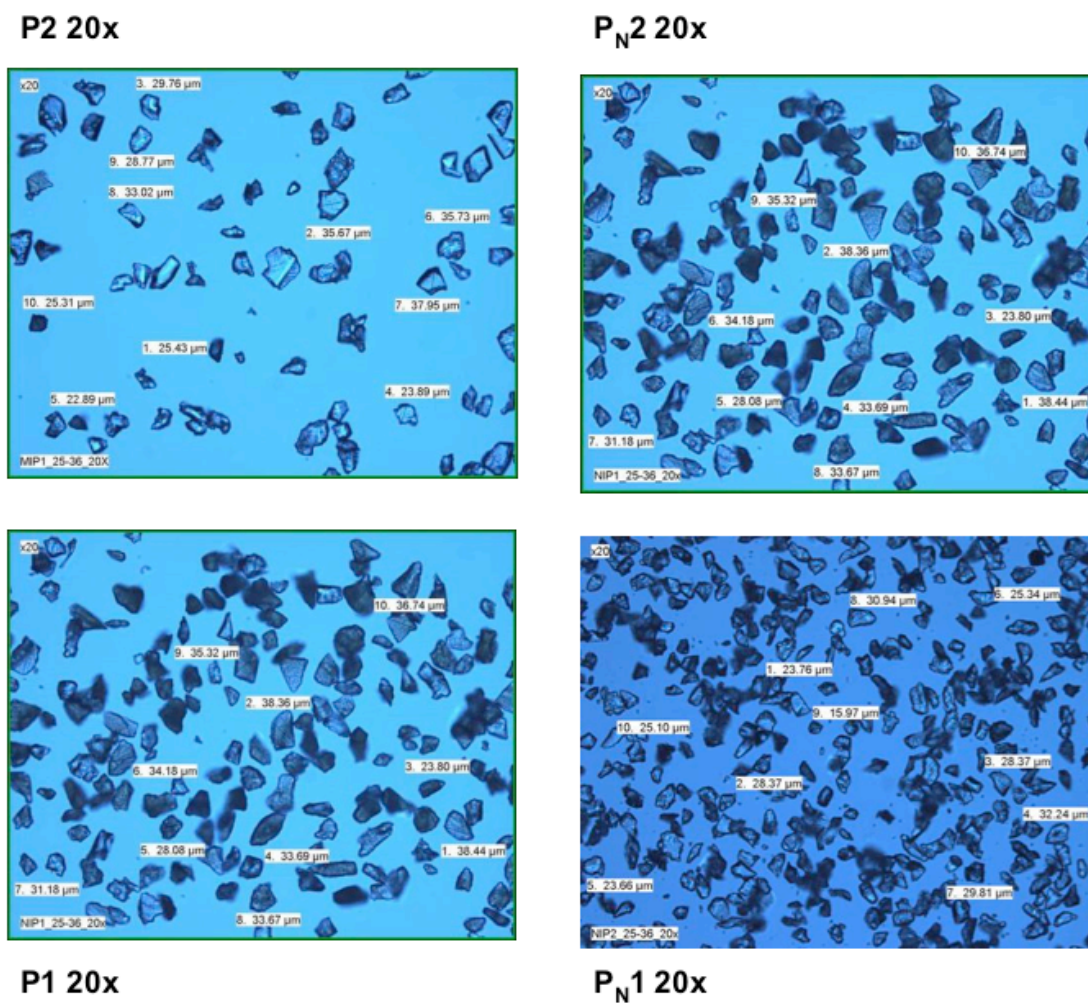 P2 20x
x20
3. 29.76 µm
9. 28.77 µm
8. 33.02 µm
6. 35.73 µm
2. 35.67 µm
10. 25.31 µm
7. 37.95 µm
1. 25.43 µm
4. 23.89 µm
5. 22.89 µm
MIP1_25-36_20X
P_N2 20x
x20
10. 36.74 µm
9. 35.32 µm
2. 38.36 µm
6. 34.18 µm
3. 23.80 µm
5. 28.08 µm
4. 33.69 µm
1. 38.44 µm
7. 31.18 µm
8. 33.67 µm
NIP1_25-36_20x
x20
10. 36.74 µm
9. 35.32 µm
2. 38.36 µm
3. 23.80 µm
6. 34.18 µm
5. 28.08 µm
4. 33.69 µm
1. 38.44 µm
7. 31.18 µm
8. 33.67 µm
NIP1_25-36_20x
P1 20x
x20
6. 25.34 µm
8. 30.94 µm
1. 23.76 µm
9. 15.97 µm
10. 25.10 µm
3. 28.37 µm
2. 28.37 µm
4. 32.24 µm
5. 23.66 µm
7. 29.81 µm
NIP2_25-36_20x
P_N1 20x